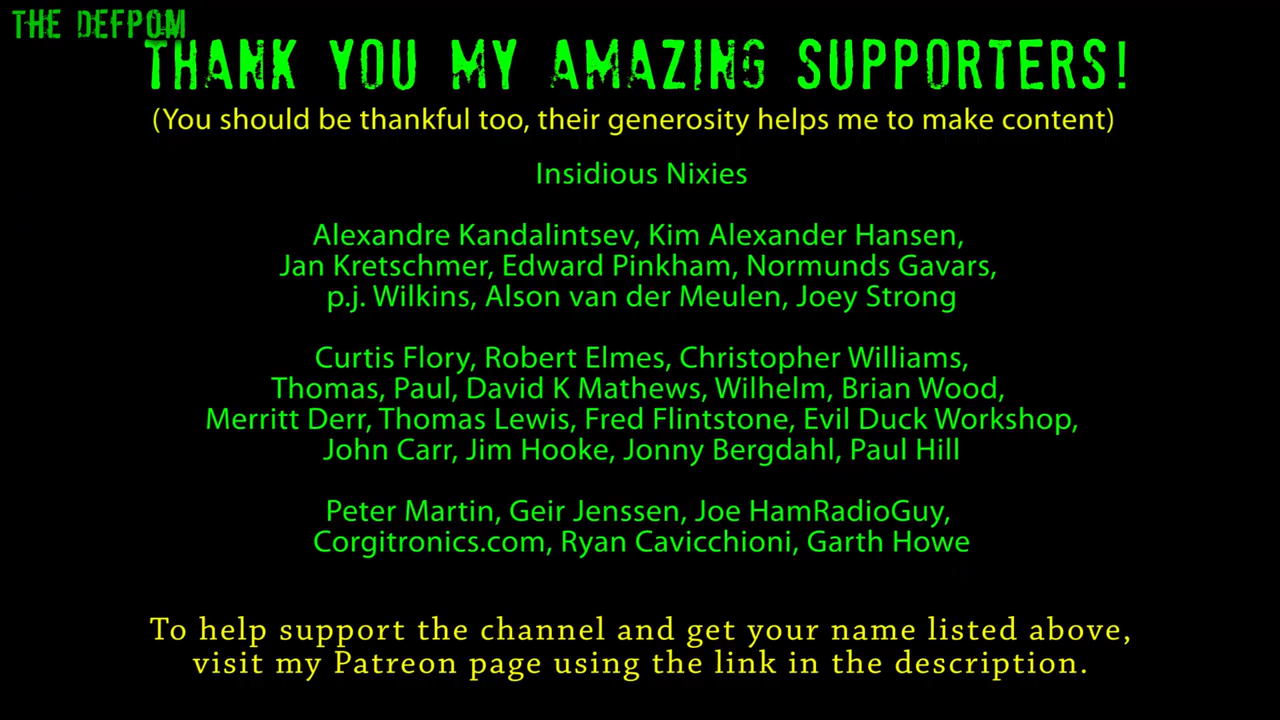 THE DEFPOM
THANK YOU MY AMAZING SUPPORTERS!
(You should be thankful too, their generosity helps me to make content)
Insidious Nixies
Alexandre Kandalintsev, Kim Alexander Hansen,
Jan Kretschmer, Edward Pinkham, Normunds Gavars,
p.j. Wilkins, Alson van der Meulen, Joey Strong
Curtis Flory, Robert Elmes, Christopher Williams,
Thomas, Paul, David K Mathews, Wilhelm, Brian Wood,
Merritt Derr, Thomas Lewis, Fred Flintstone, Evil Duck Workshop,
John Carr, Jim Hooke, Jonny Bergdahl, Paul Hill
Peter Martin, Geir Jenssen, Joe HamRadioGuy,
Corgitronics.com, Ryan Cavicchioni, Garth Howe
To help support the channel and get your name listed above,
visit my Patreon page using the link in the description.